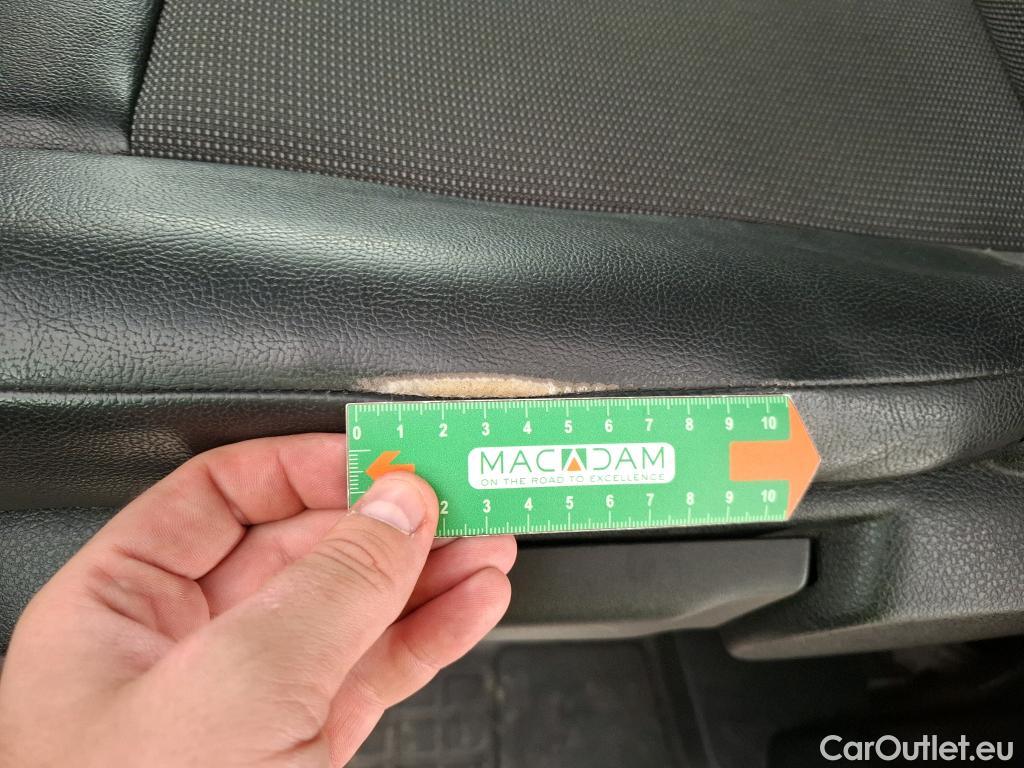 0 1 2 3 4 5 6 7 8 9 10
MACADAM
ON THE ROAD TO EXCELLENCE
2 3 4 5 6 7 8 9 10
CarOutlet.eu